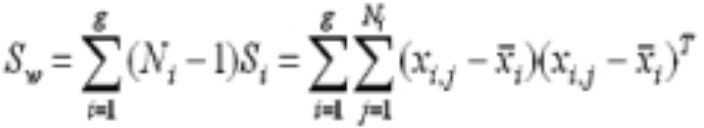 $S_w = \sum_{i=1}^{g} (N_i - 1) S_i = \sum_{i=1}^{g} \sum_{j=1}^{N_i} (x_{i,j} - \bar{x}_i)(x_{i,j} - \bar{x}_i)^T$